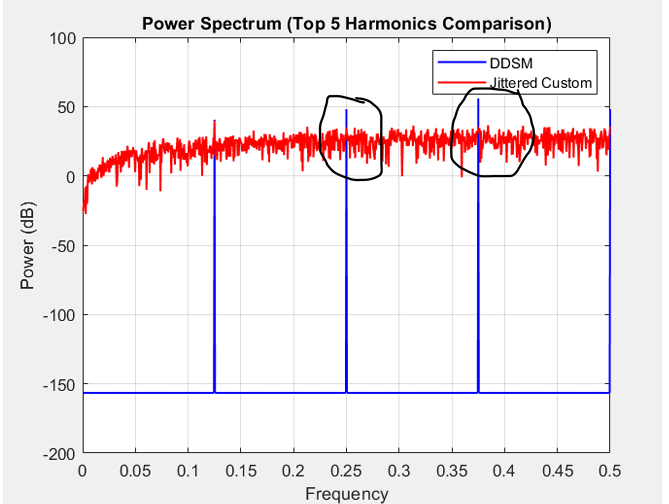 Power Spectrum (Top 5 Harmonics Comparison)
100
DDSM
Jittered Custom
50
0
-50
-100
-150
-200
Power (dB)
0 0.05 0.1 0.15 0.2 0.25 0.3 0.35 0.4 0.45 0.5
Frequency